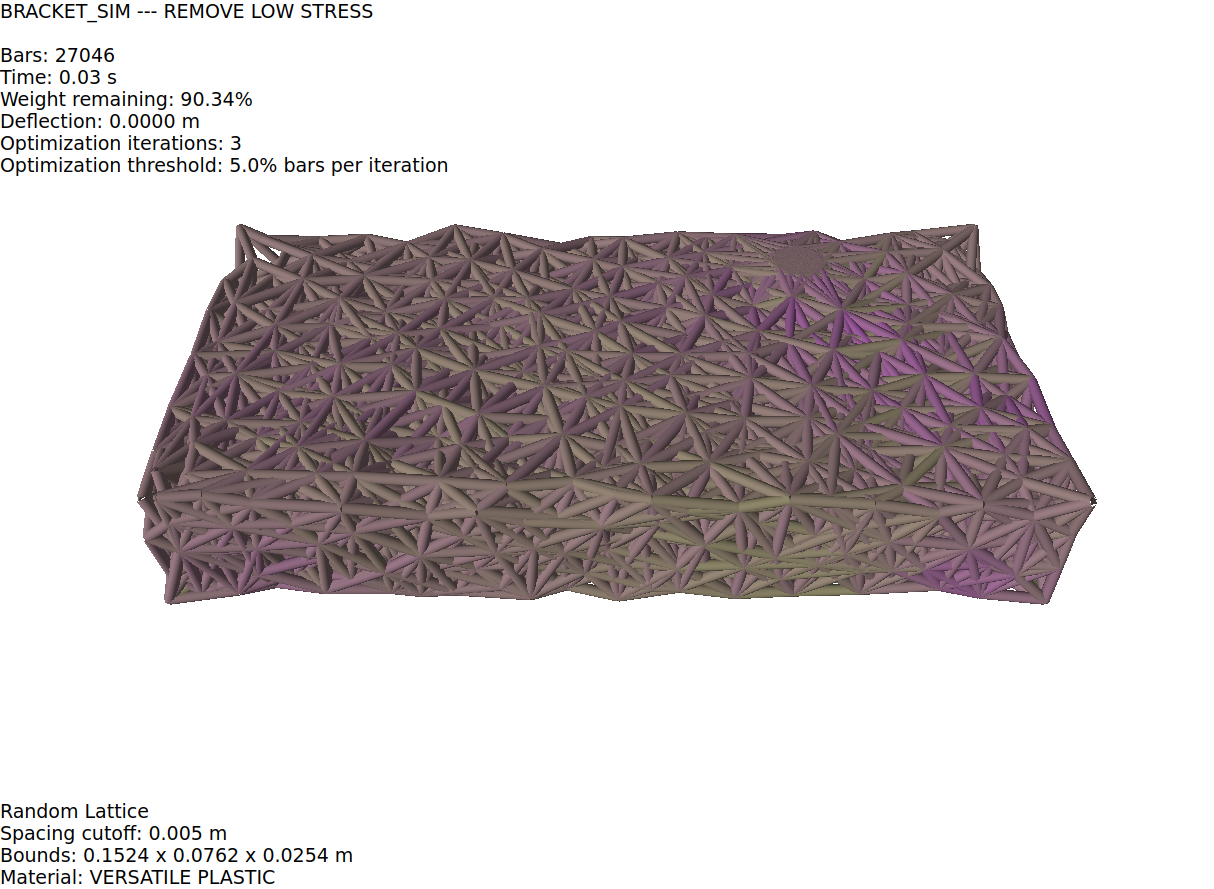 BRACKET_SIM --- REMOVE LOW STRESS
Bars: 27046
Time: 0.03 s
Weight remaining: 90.34%
Deflection: 0.0000 m
Optimization iterations: 3
Optimization threshold: 5.0% bars per iteration
Random Lattice
Spacing cutoff: 0.005 m
Bounds: 0.1524 x 0.0762 x 0.0254 m
Material: VERSATILE PLASTIC